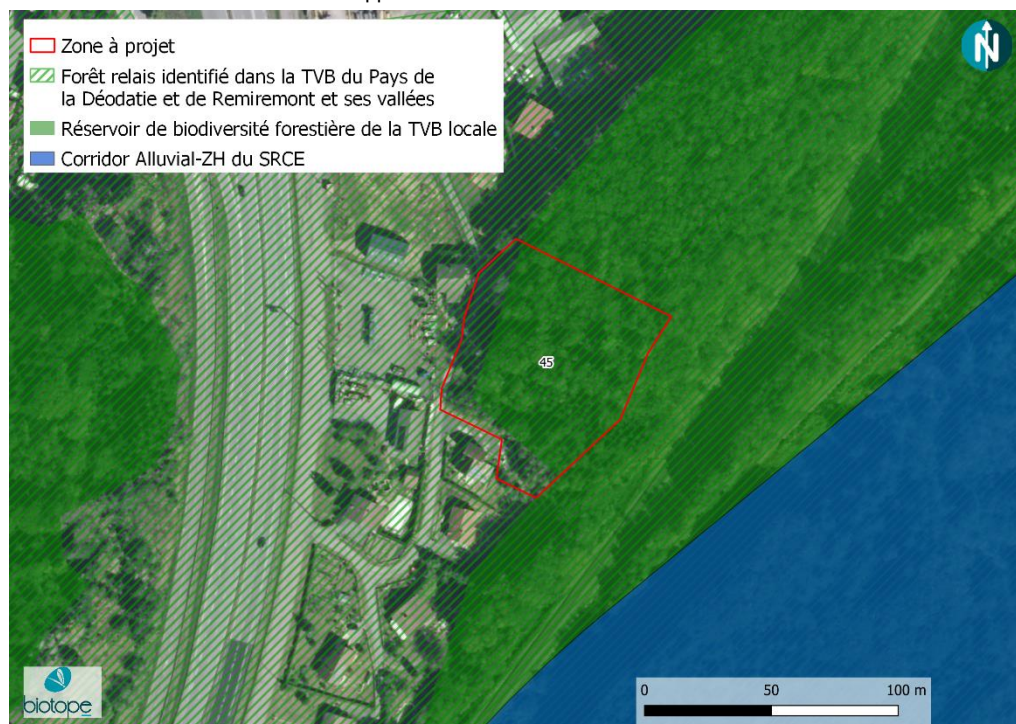 Zone à projet
Forêt relais identifié dans la TVB du Pays de
la Déodatie et de Remiremont et ses vallées
Réservoir de biodiversité forestière de la TVB locale
Corridor Alluvial-ZH du SRCE
N
45
biotope
0 50 100 m